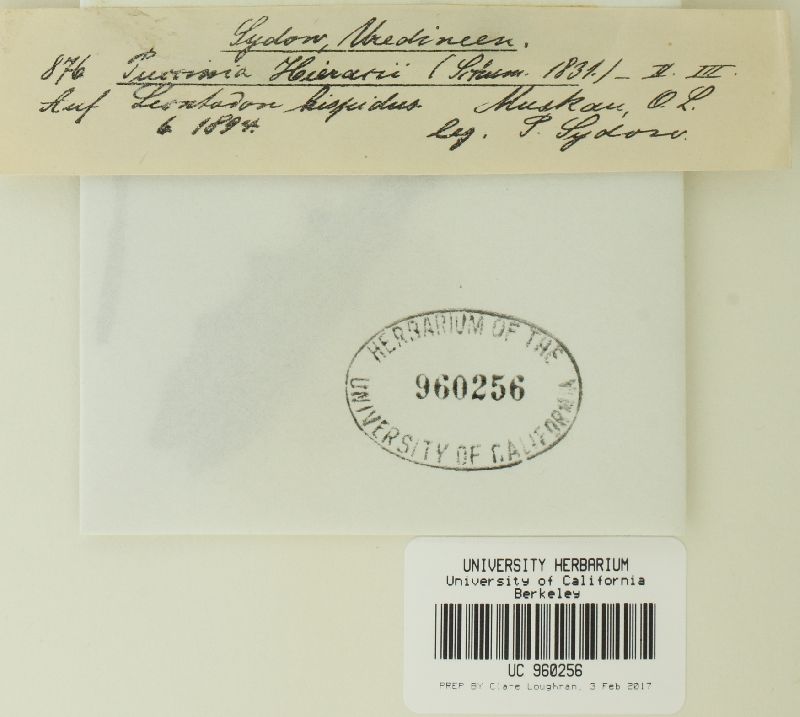 Sydow, Uredineen.
876 Puccinia Hieracii (Schum. 1831.) – II. III.
Auf Leontodon hispidus Muskau, O L.
6 1894. leg. P. Sydow.
HERBARIUM OF THE
960256
UNIVERSITY OF CALIFORNIA
UNIVERSITY HERBARIUM
University of California
Berkeley
UC 960256
PREP BY Clare Loughran, 3 Feb 2017